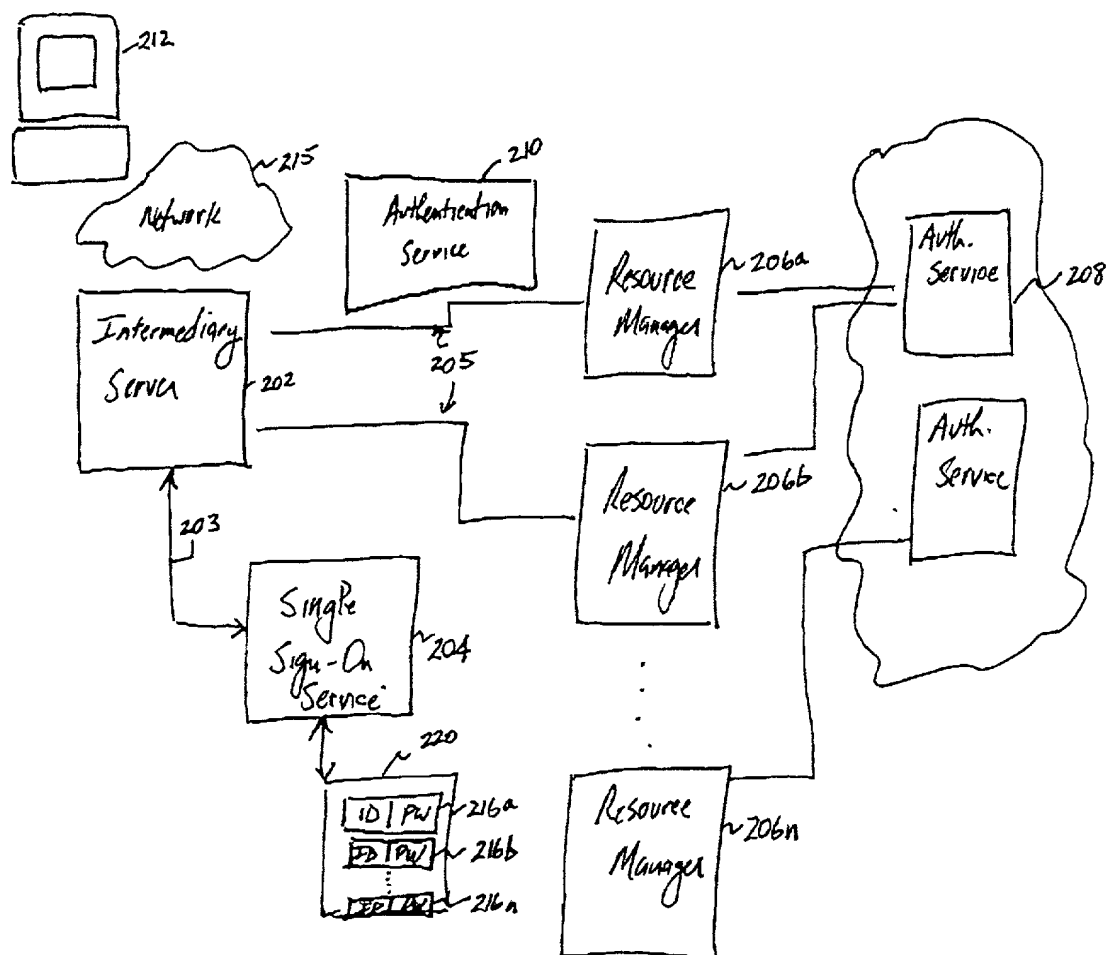 212
215
Network
210
Authentication
Service
Intermediary
Server
202
205
Resource
Manager
206a
Auth.
Service
208
Resource
Manager
206b
Auth.
Service
203
Single
Sign-On
Service
204
220
ID PW
216a
ID PW
216b
216n
Resource
Manager
206n